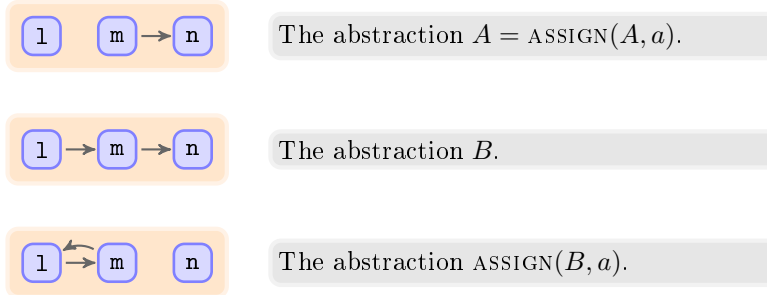 l m n The abstraction A = ASSIGN(A, a).
l m n The abstraction B.
l m n The abstraction ASSIGN(B, a).